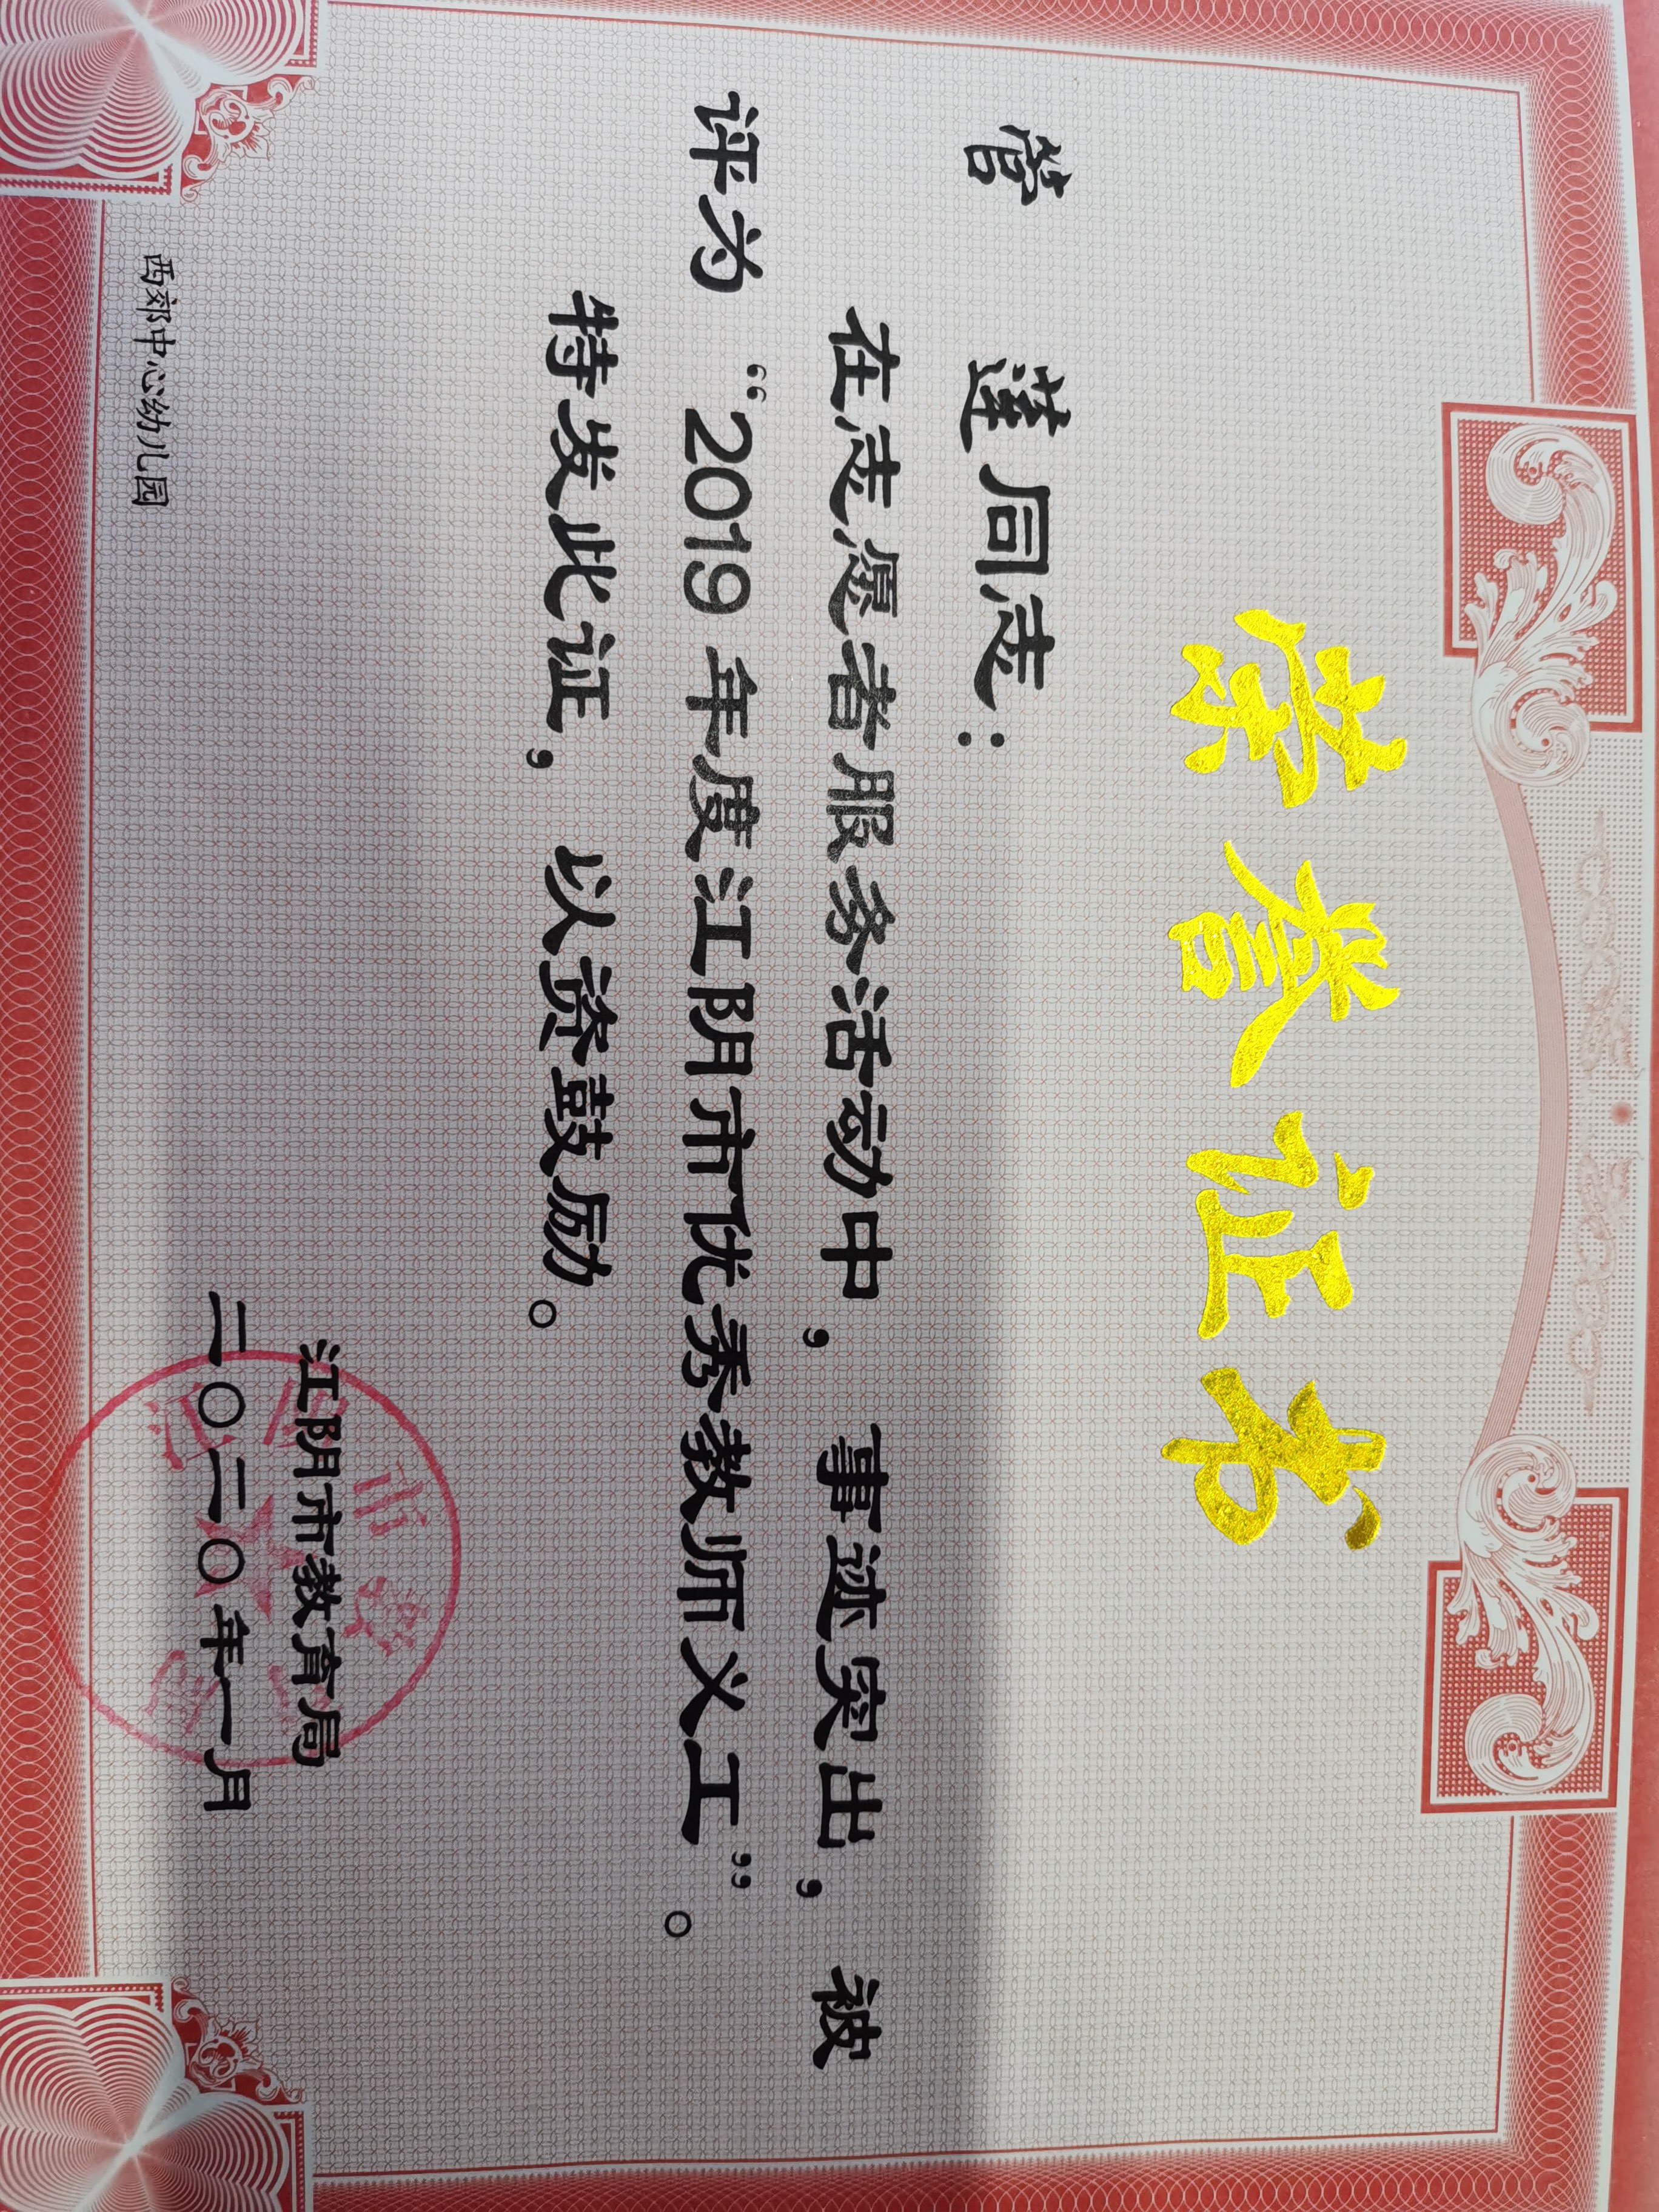 荣誉证书
管 莲同志：
在志愿者服务活动中，事迹突出，被
评为“2019年度江阴市优秀教师义工”。
特发此证，以资鼓励。
江阴市教育局
二〇二〇年一月
西郊中心幼儿园